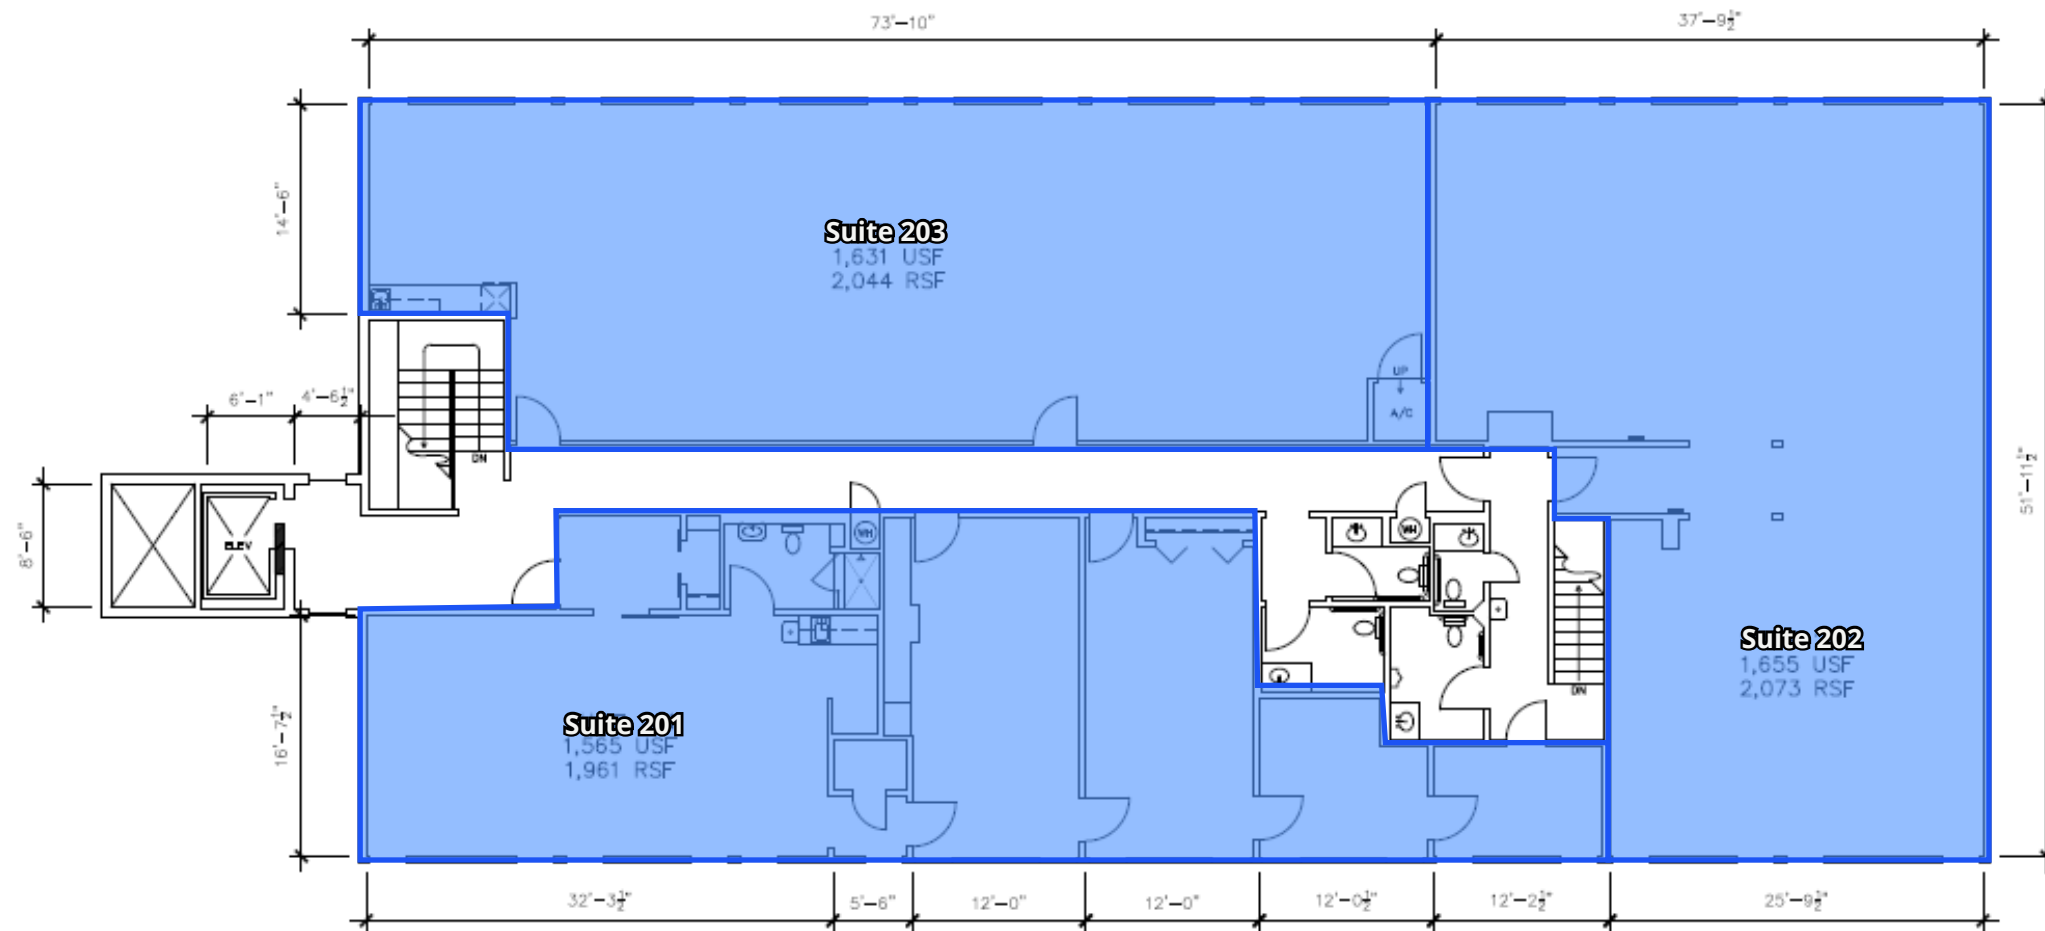 73'-10"
37'-9½"
14'-6"
Suite 203
1,631 USF
2,044 RSF
UP
A/C
6'-1"
4'-6½"
DN
51'-11½"
8'-6"
ELEV
WH
WH
Suite 202
1,655 USF
2,073 RSF
DN
16'-7½"
Suite 201
1,565 USF
1,961 RSF
32'-3½"
5'-6"
12'-0"
12'-0"
12'-0½"
12'-2½"
25'-9½"